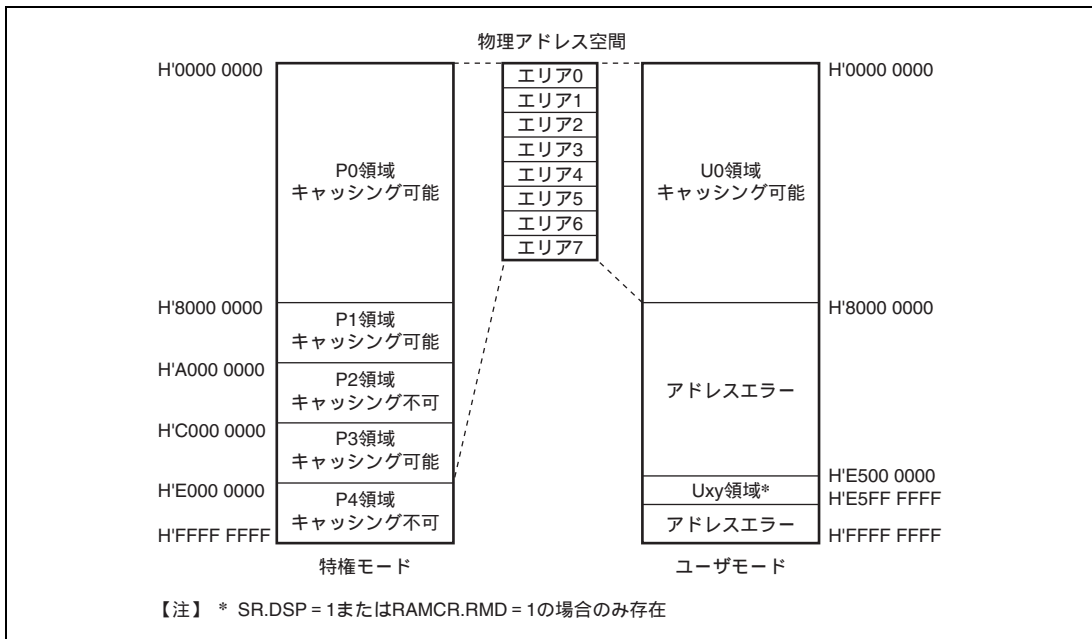 物理アドレス空間
H'0000 0000
H'8000 0000
H'A000 0000
H'C000 0000
H'E000 0000
H'FFFF FFFF
P0領域
キャッシング可能
P1領域
キャッシング可能
P2領域
キャッシング不可
P3領域
キャッシング可能
P4領域
キャッシング不可
特権モード
エリア0
エリア1
エリア2
エリア3
エリア4
エリア5
エリア6
エリア7
U0領域
キャッシング可能
アドレスエラー
Uxy領域*
アドレスエラー
ユーザモード
H'0000 0000
H'8000 0000
H'E500 0000
H'E5FF FFFF
H'FFFF FFFF
【注】 * SR.DSP = 1またはRAMCR.RMD = 1の場合のみ存在